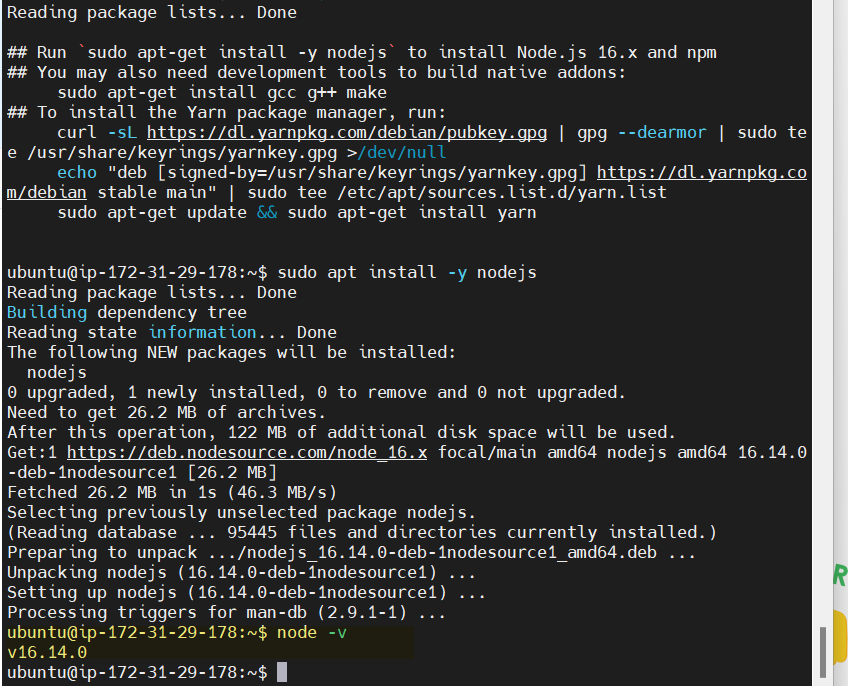 Reading package lists... Done
## Run `sudo apt-get install -y nodejs` to install Node.js 16.x and npm
## You may also need development tools to build native addons:
     sudo apt-get install gcc g++ make
## To install the Yarn package manager, run:
     curl -sL https://dl.yarnpkg.com/debian/pubkey.gpg | gpg --dearmor | sudo te
e /usr/share/keyrings/yarnkey.gpg >/dev/null
     echo "deb [signed-by=/usr/share/keyrings/yarnkey.gpg] https://dl.yarnpkg.co
m/debian stable main" | sudo tee /etc/apt/sources.list.d/yarn.list
     sudo apt-get update && sudo apt-get install yarn
ubuntu@ip-172-31-29-178:~$ sudo apt install -y nodejs
Reading package lists... Done
Building dependency tree
Reading state information... Done
The following NEW packages will be installed:
  nodejs
0 upgraded, 1 newly installed, 0 to remove and 0 not upgraded.
Need to get 26.2 MB of archives.
After this operation, 122 MB of additional disk space will be used.
Get:1 https://deb.nodesource.com/node_16.x focal/main amd64 nodejs amd64 16.14.0
-deb-1nodesource1 [26.2 MB]
Fetched 26.2 MB in 1s (46.3 MB/s)
Selecting previously unselected package nodejs.
(Reading database ... 95445 files and directories currently installed.)
Preparing to unpack .../nodejs_16.14.0-deb-1nodesource1_amd64.deb ...
Unpacking nodejs (16.14.0-deb-1nodesource1) ...
Setting up nodejs (16.14.0-deb-1nodesource1) ...
Processing triggers for man-db (2.9.1-1) ...
ubuntu@ip-172-31-29-178:~$ node -v
v16.14.0
ubuntu@ip-172-31-29-178:~$
R